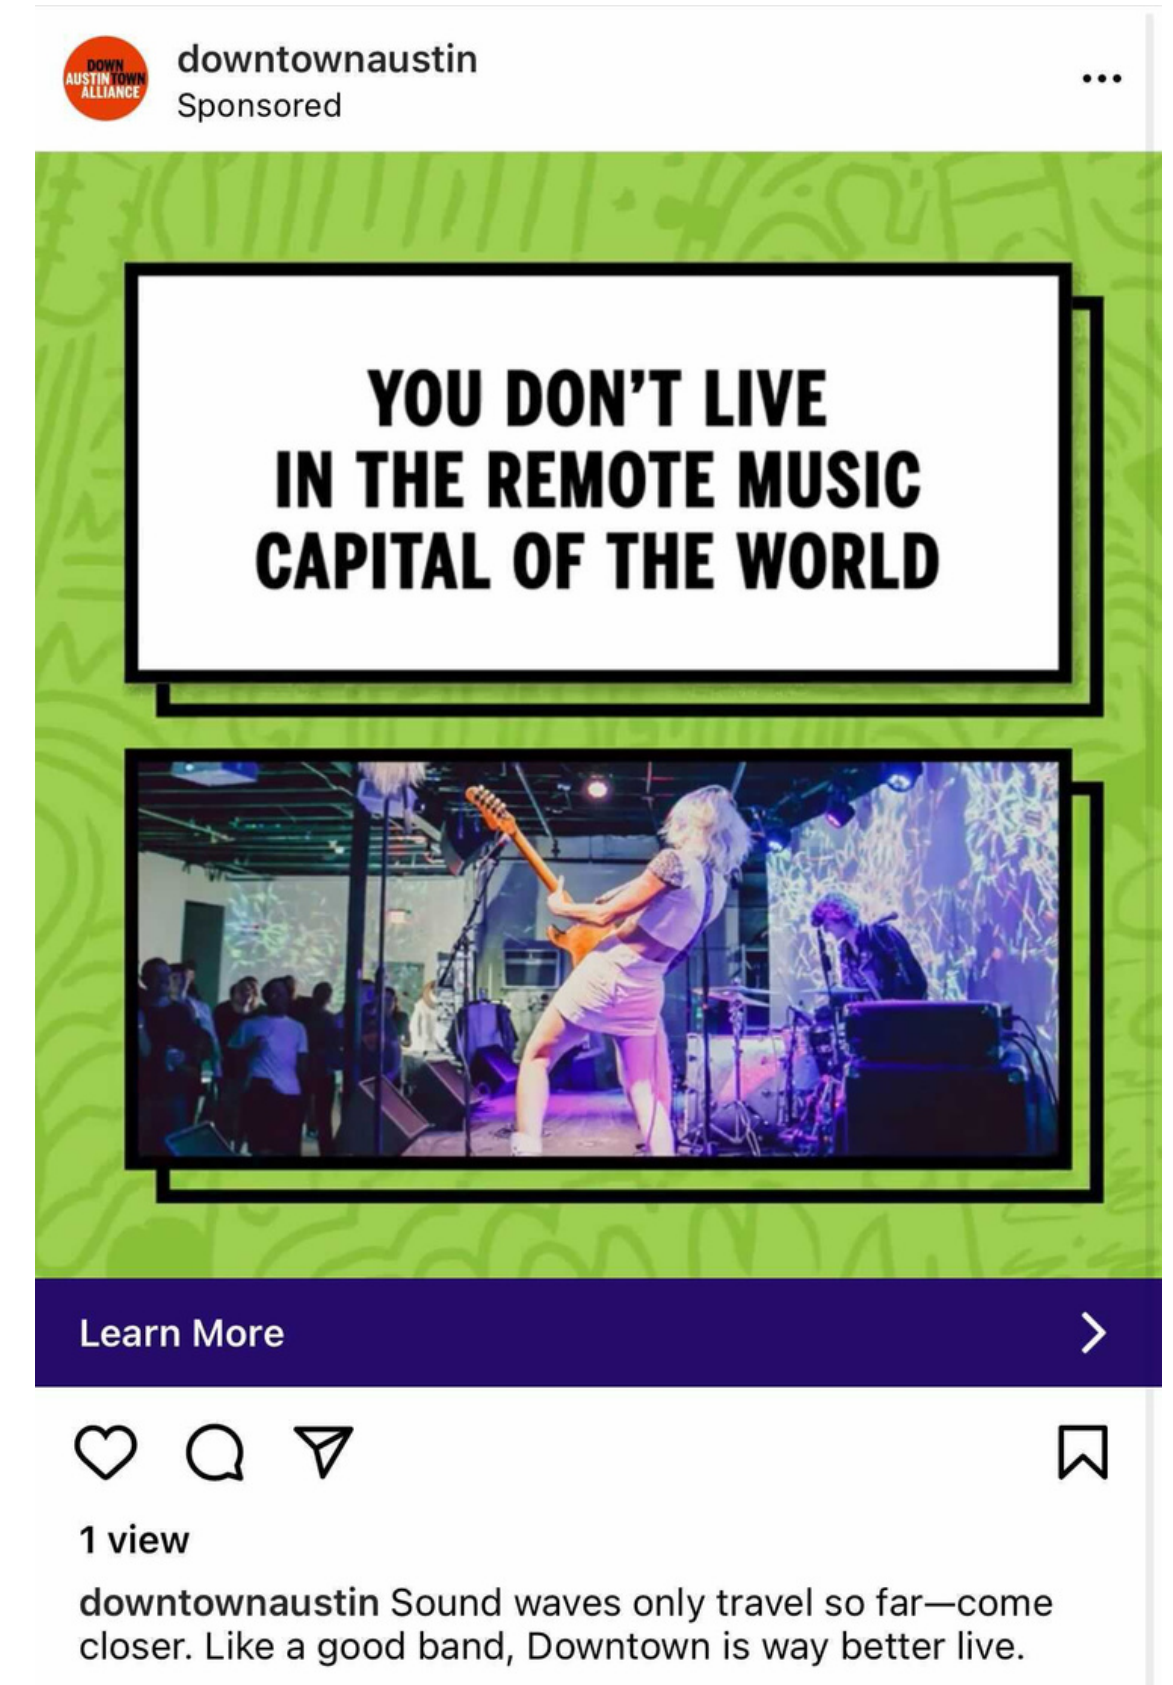 DOWN
AUSTIN TOWN
ALLIANCE
downtownaustin
Sponsored
YOU DON'T LIVE
IN THE REMOTE MUSIC
CAPITAL OF THE WORLD
Learn More
1 view
downtownaustin Sound waves only travel so far—come
closer. Like a good band, Downtown is way better live.